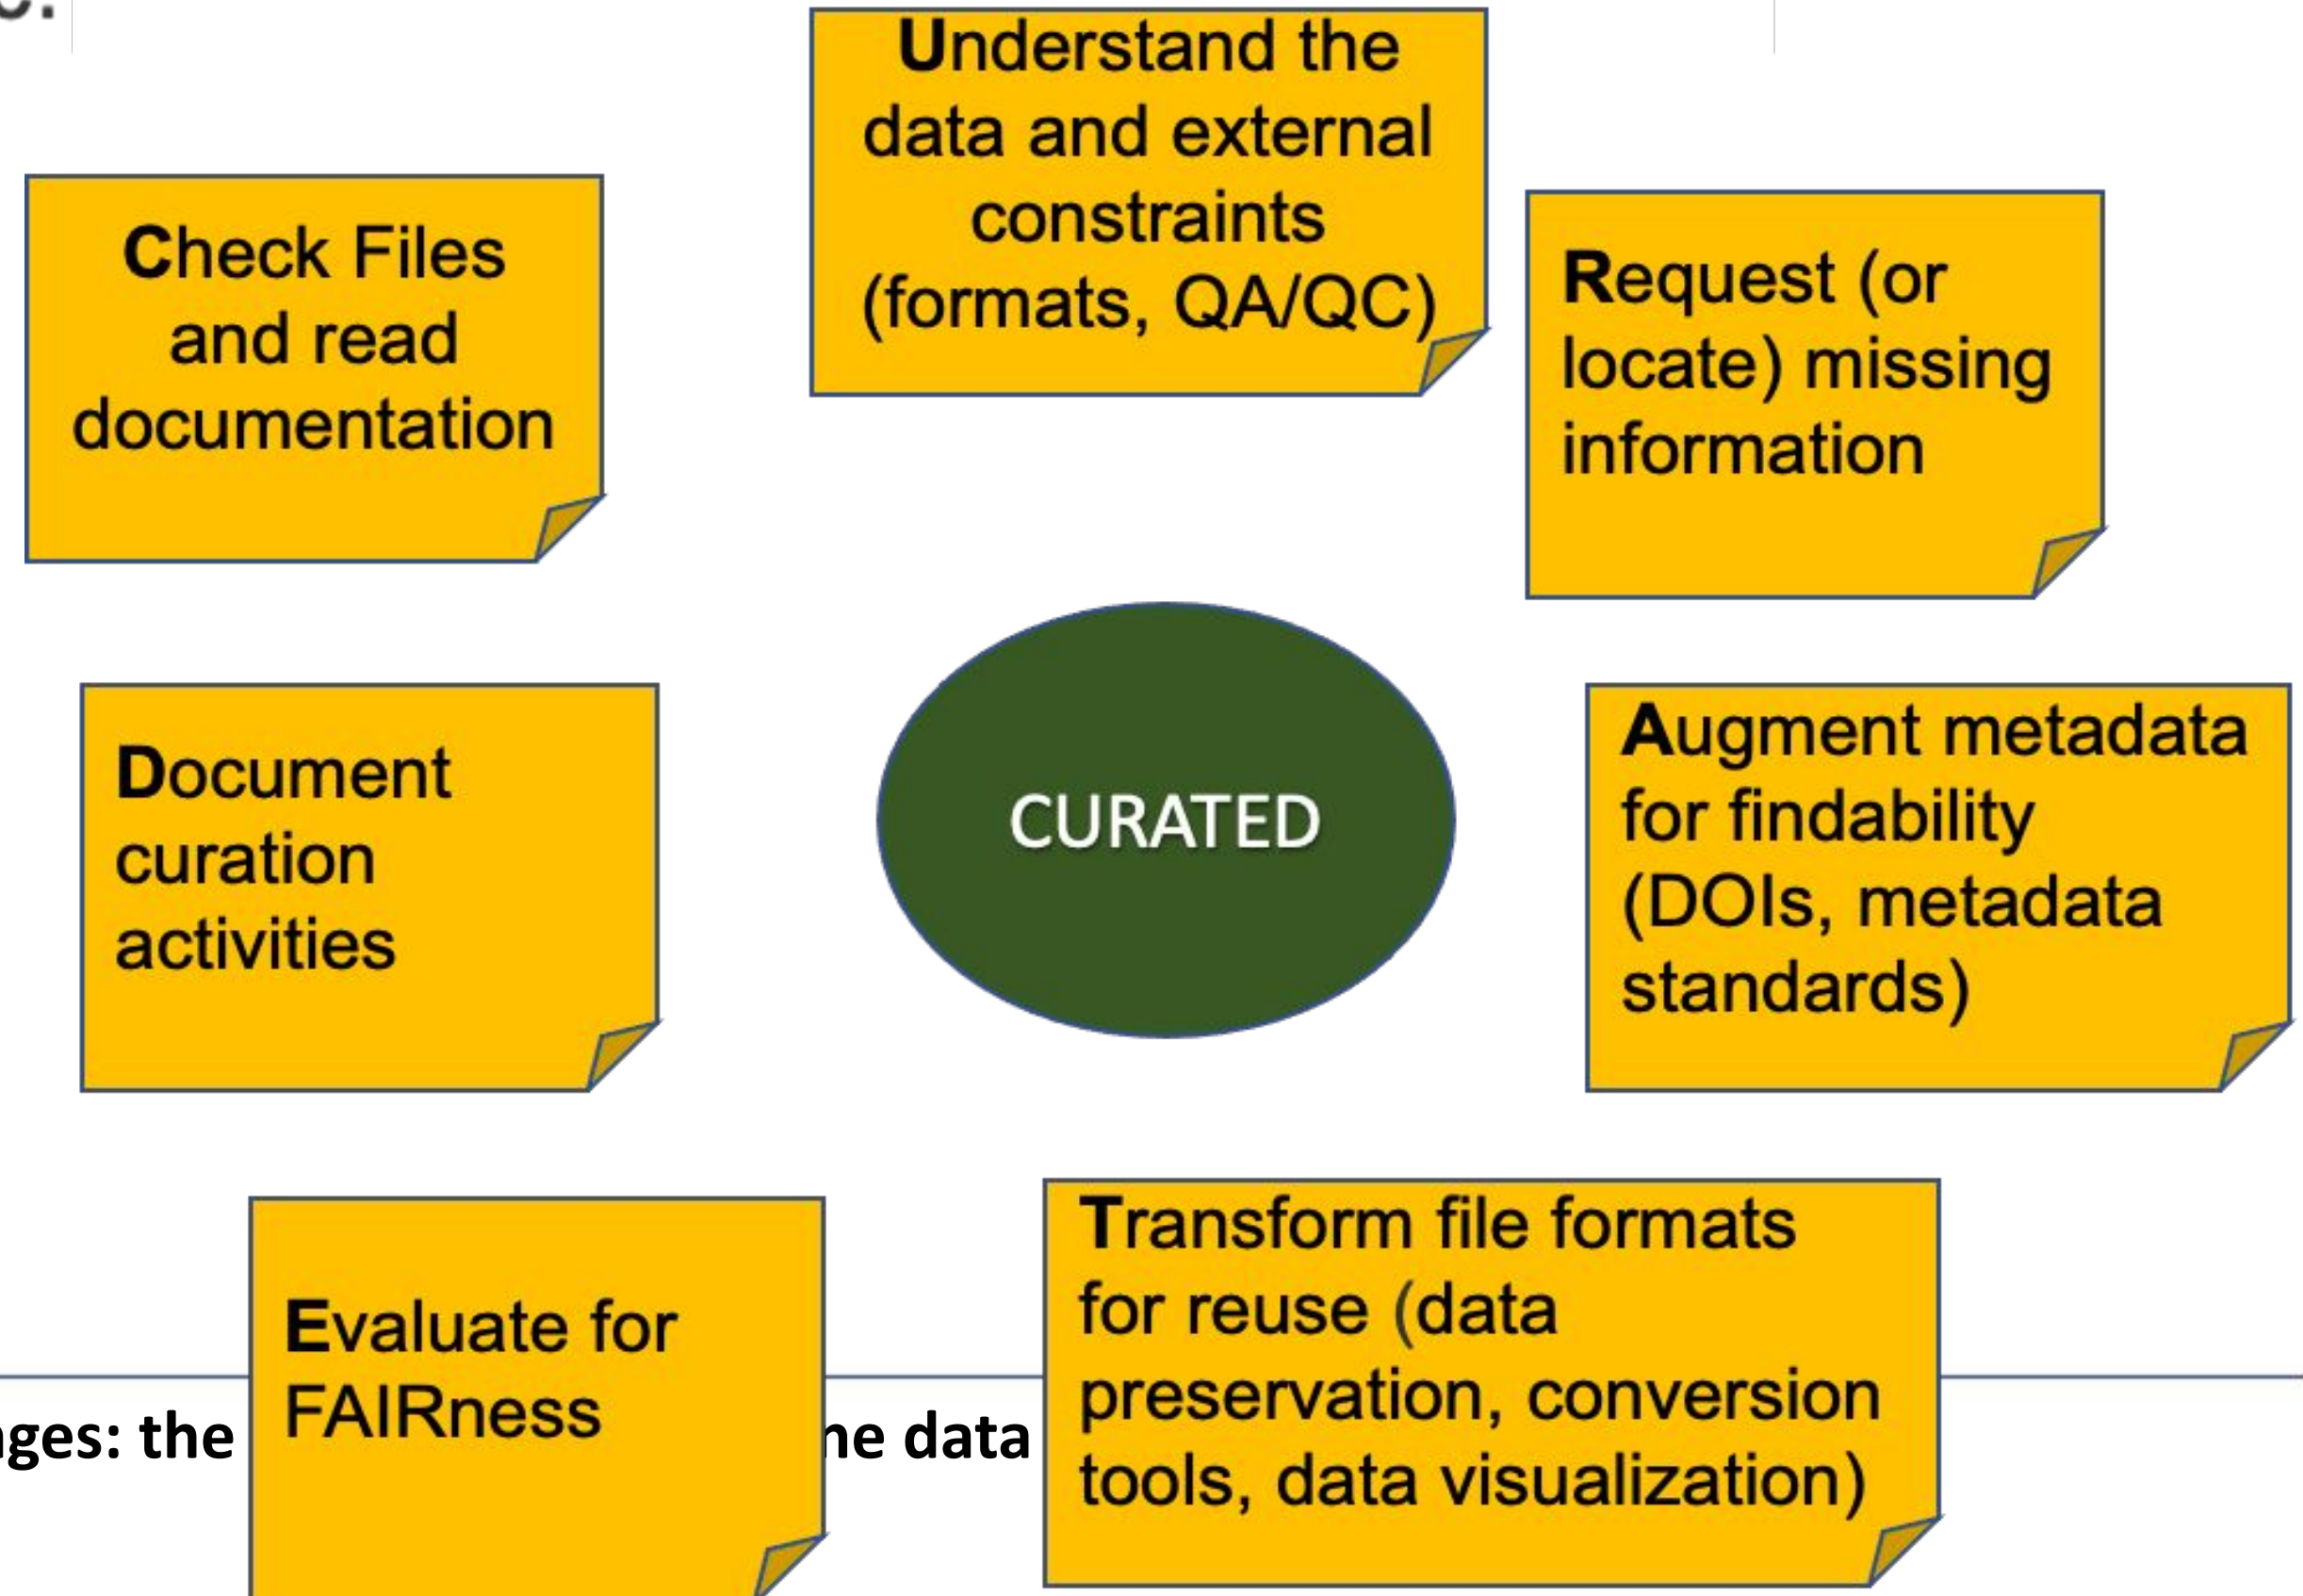 Understand the
data and external
constraints
(formats, QA/QC)
Check Files
and read
documentation
Request (or
locate) missing
information
CURATED
Document
curation
activities
Augment metadata
for findability
(DOIs, metadata
standards)
Evaluate for
FAIRness
Transform file formats
for reuse (data
preservation, conversion
tools, data visualization)
the data